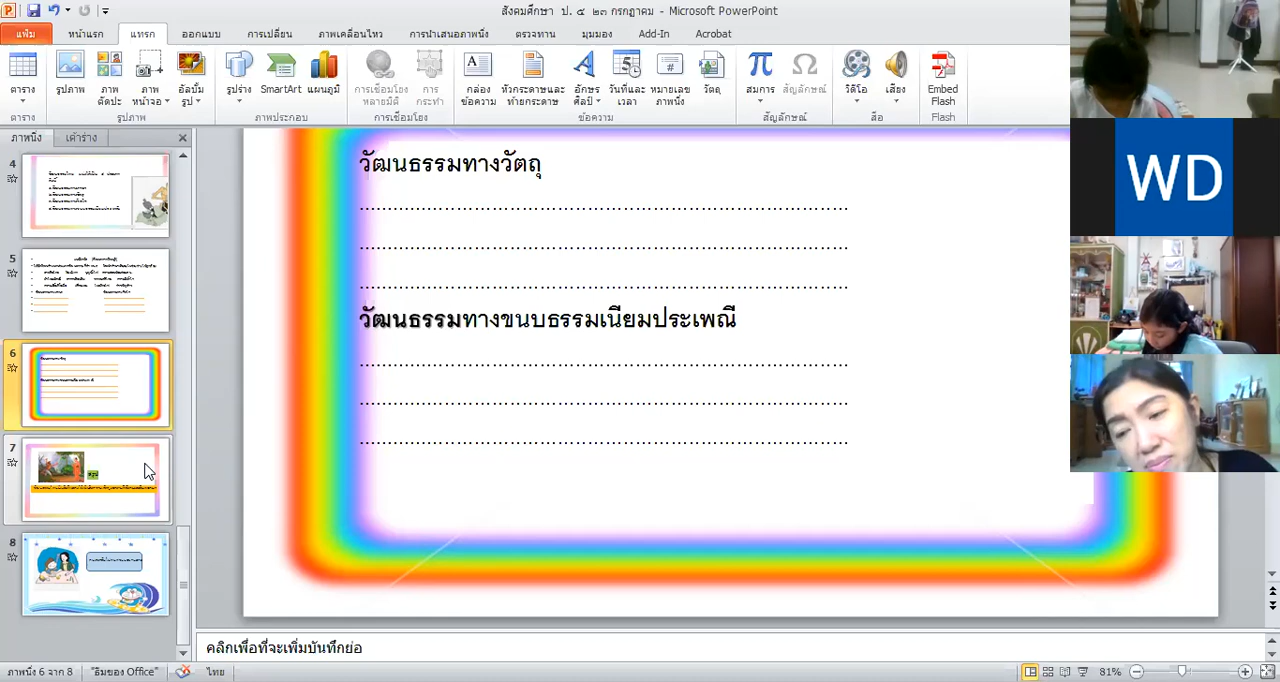 สังคมศึกษา ป. ๕ ๒๓ กรกฎาคม - Microsoft PowerPoint
แฟ้ม หน้าแรก แทรก ออกแบบ การเปลี่ยน ภาพเคลื่อนไหว การนำเสนอภาพนิ่ง ตรวจทาน มุมมอง Add-In Acrobat
ตาราง รูปภาพ ภาพตัดปะ ภาพหน้าจอ อัลบั้มรูป รูปร่าง SmartArt แผนภูมิ การเชื่อมโยงหลายมิติ การกระทำ กล่องข้อความ หัวกระดาษและท้ายกระดาษ อักษรศิลป์ วันที่และเวลา หมายเลขภาพนิ่ง วัตถุ สมการ สัญลักษณ์ วิดีโอ เสียง Embed Flash
ตาราง รูปภาพ ภาพประกอบ การเชื่อมโยง ข้อความ สัญลักษณ์ สื่อ Flash
ภาพนิ่ง เค้าร่าง
4
5
6
7
8
วัฒนธรรมทางวัตถุ
................................................................................
................................................................................
................................................................................
วัฒนธรรมทางขนบธรรมเนียมประเพณี
................................................................................
................................................................................
................................................................................
WD
คลิกเพื่อที่จะเพิ่มบันทึกย่อ
ภาพนิ่ง 6 จาก 8 "ธีมของ Office" ไทย 81%